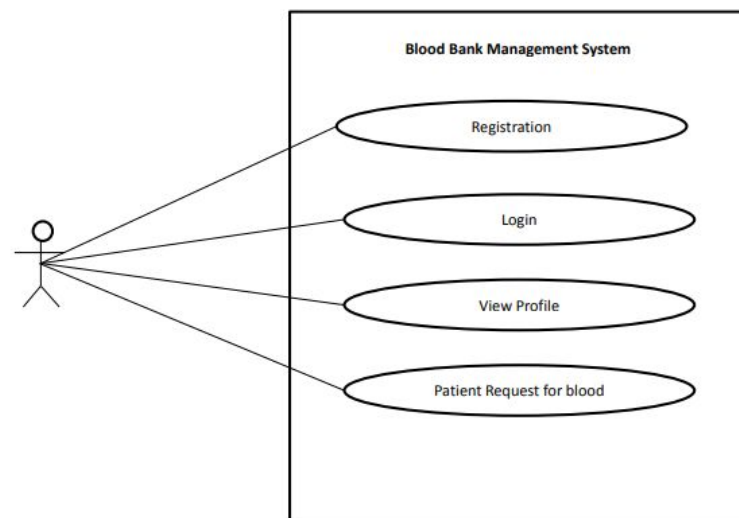 Blood Bank Management System
Registration
Login
View Profile
Patient Request for blood